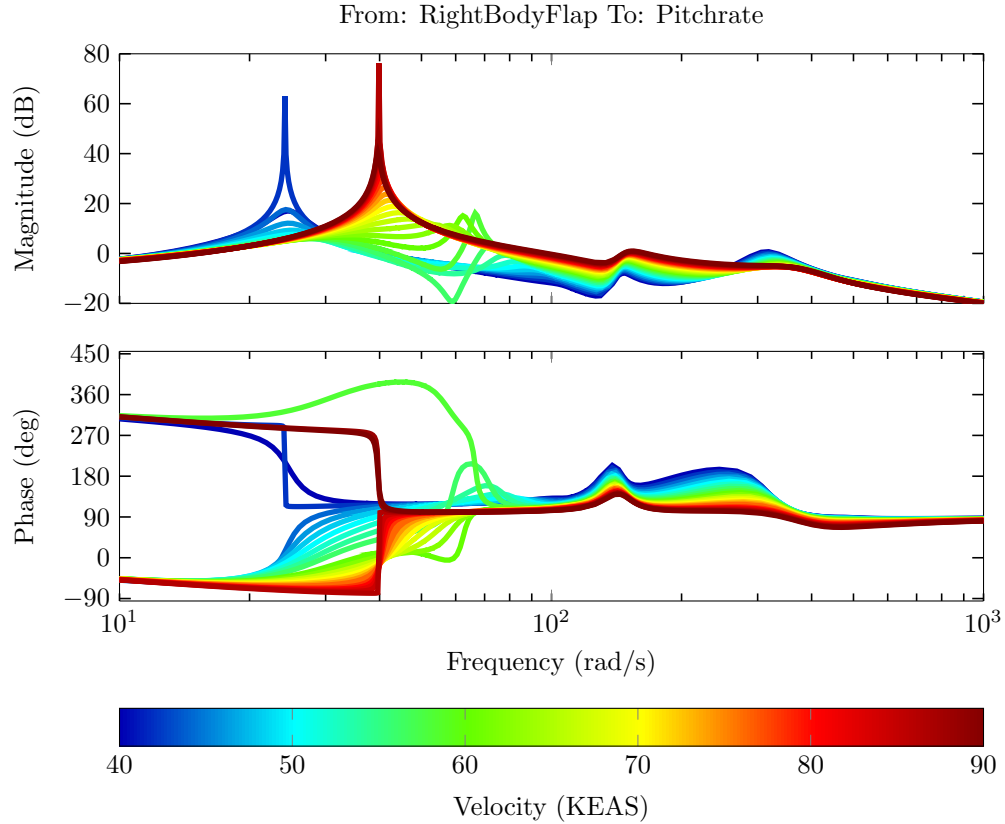 From: RightBodyFlap To: Pitchrate
80
60
40
20
0
−20
Magnitude (dB)
450
360
270
180
90
0
−90
Phase (deg)
10^1 10^2 10^3
Frequency (rad/s)
40 50 60 70 80 90
Velocity (KEAS)